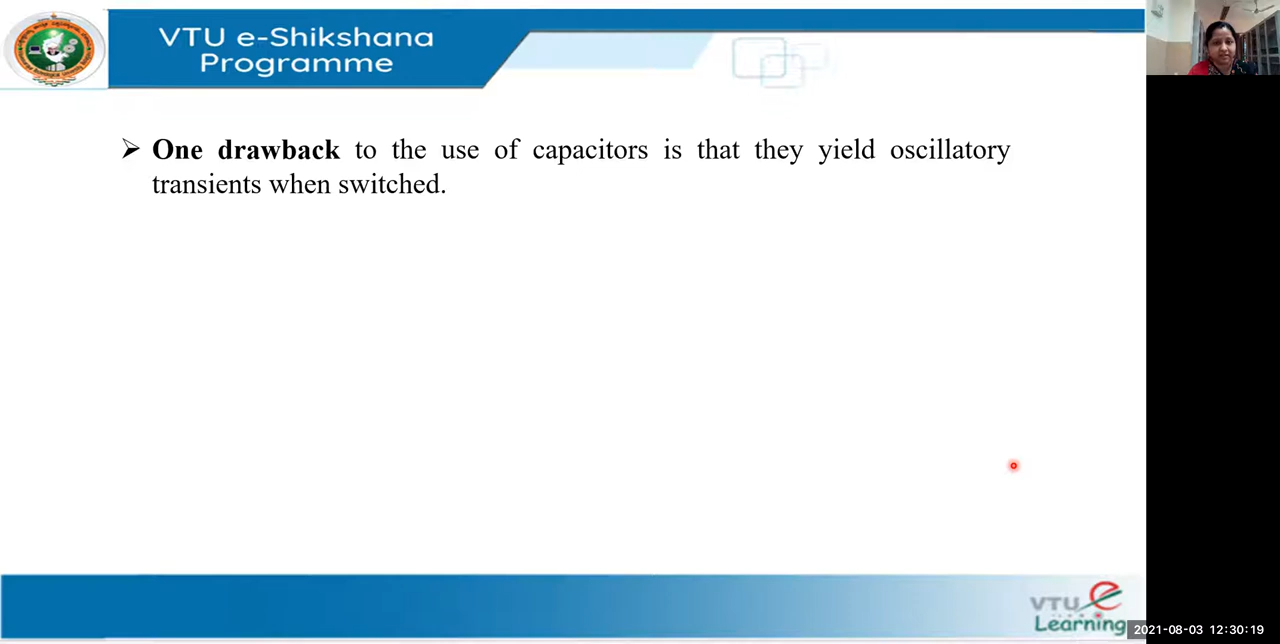 VTU e-Shikshana
Programme
➢ One drawback to the use of capacitors is that they yield oscillatory
transients when switched.
VTU e
Learning
2021-08-03 12:30:19